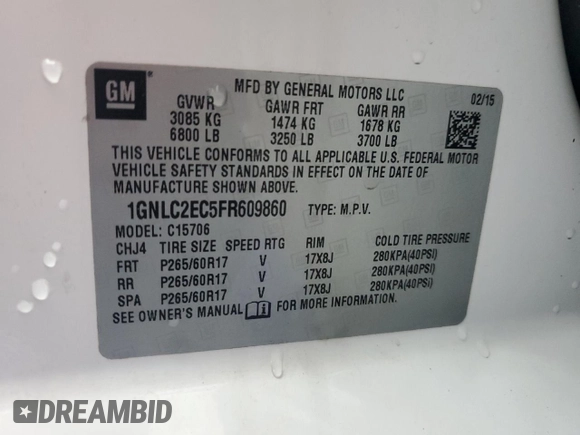 GM
MFD BY GENERAL MOTORS LLC
02/15
GVWR GAWR FRT GAWR RR
3085 KG 1474 KG 1678 KG
6800 LB 3250 LB 3700 LB
THIS VEHICLE CONFORMS TO ALL APPLICABLE U.S. FEDERAL MOTOR
VEHICLE SAFETY STANDARDS IN EFFECT ON THE DATE OF
MANUFACTURE SHOWN ABOVE.
1GNLC2EC5FR609860 TYPE: M.P.V.
MODEL: C15706
CHJ4 TIRE SIZE SPEED RTG RIM COLD TIRE PRESSURE
FRT P265/60R17 V 17X8J 280KPA(40PSI)
RR P265/60R17 V 17X8J 280KPA(40PSI)
SPA P265/60R17 V 17X8J 280KPA(40PSI)
SEE OWNER'S MANUAL FOR MORE INFORMATION.
DREAMBID